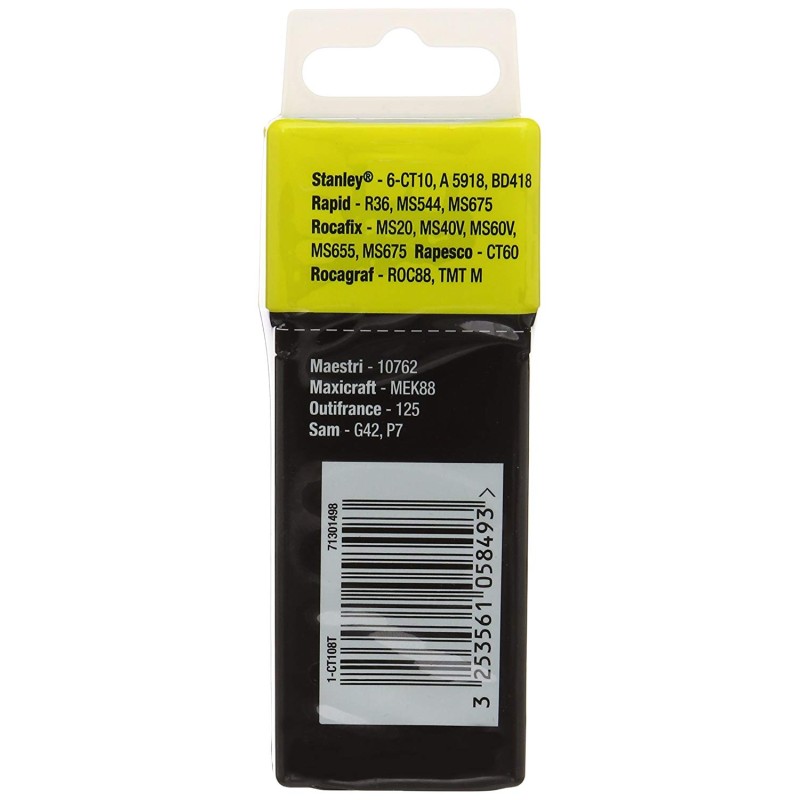 Stanley® - 6-CT10, A 5918, BD418
Rapid - R36, MS544, MS675
Rocafix - MS20, MS40V, MS60V,
MS655, MS675 Rapesco - CT60
Rocagraf - ROC88, TMT M
Maestri - 10762
Maxicraft - MEK88
Outifrance - 125
Sam - G42, P7
1-CT108T
71301498
3 253561 058493 >